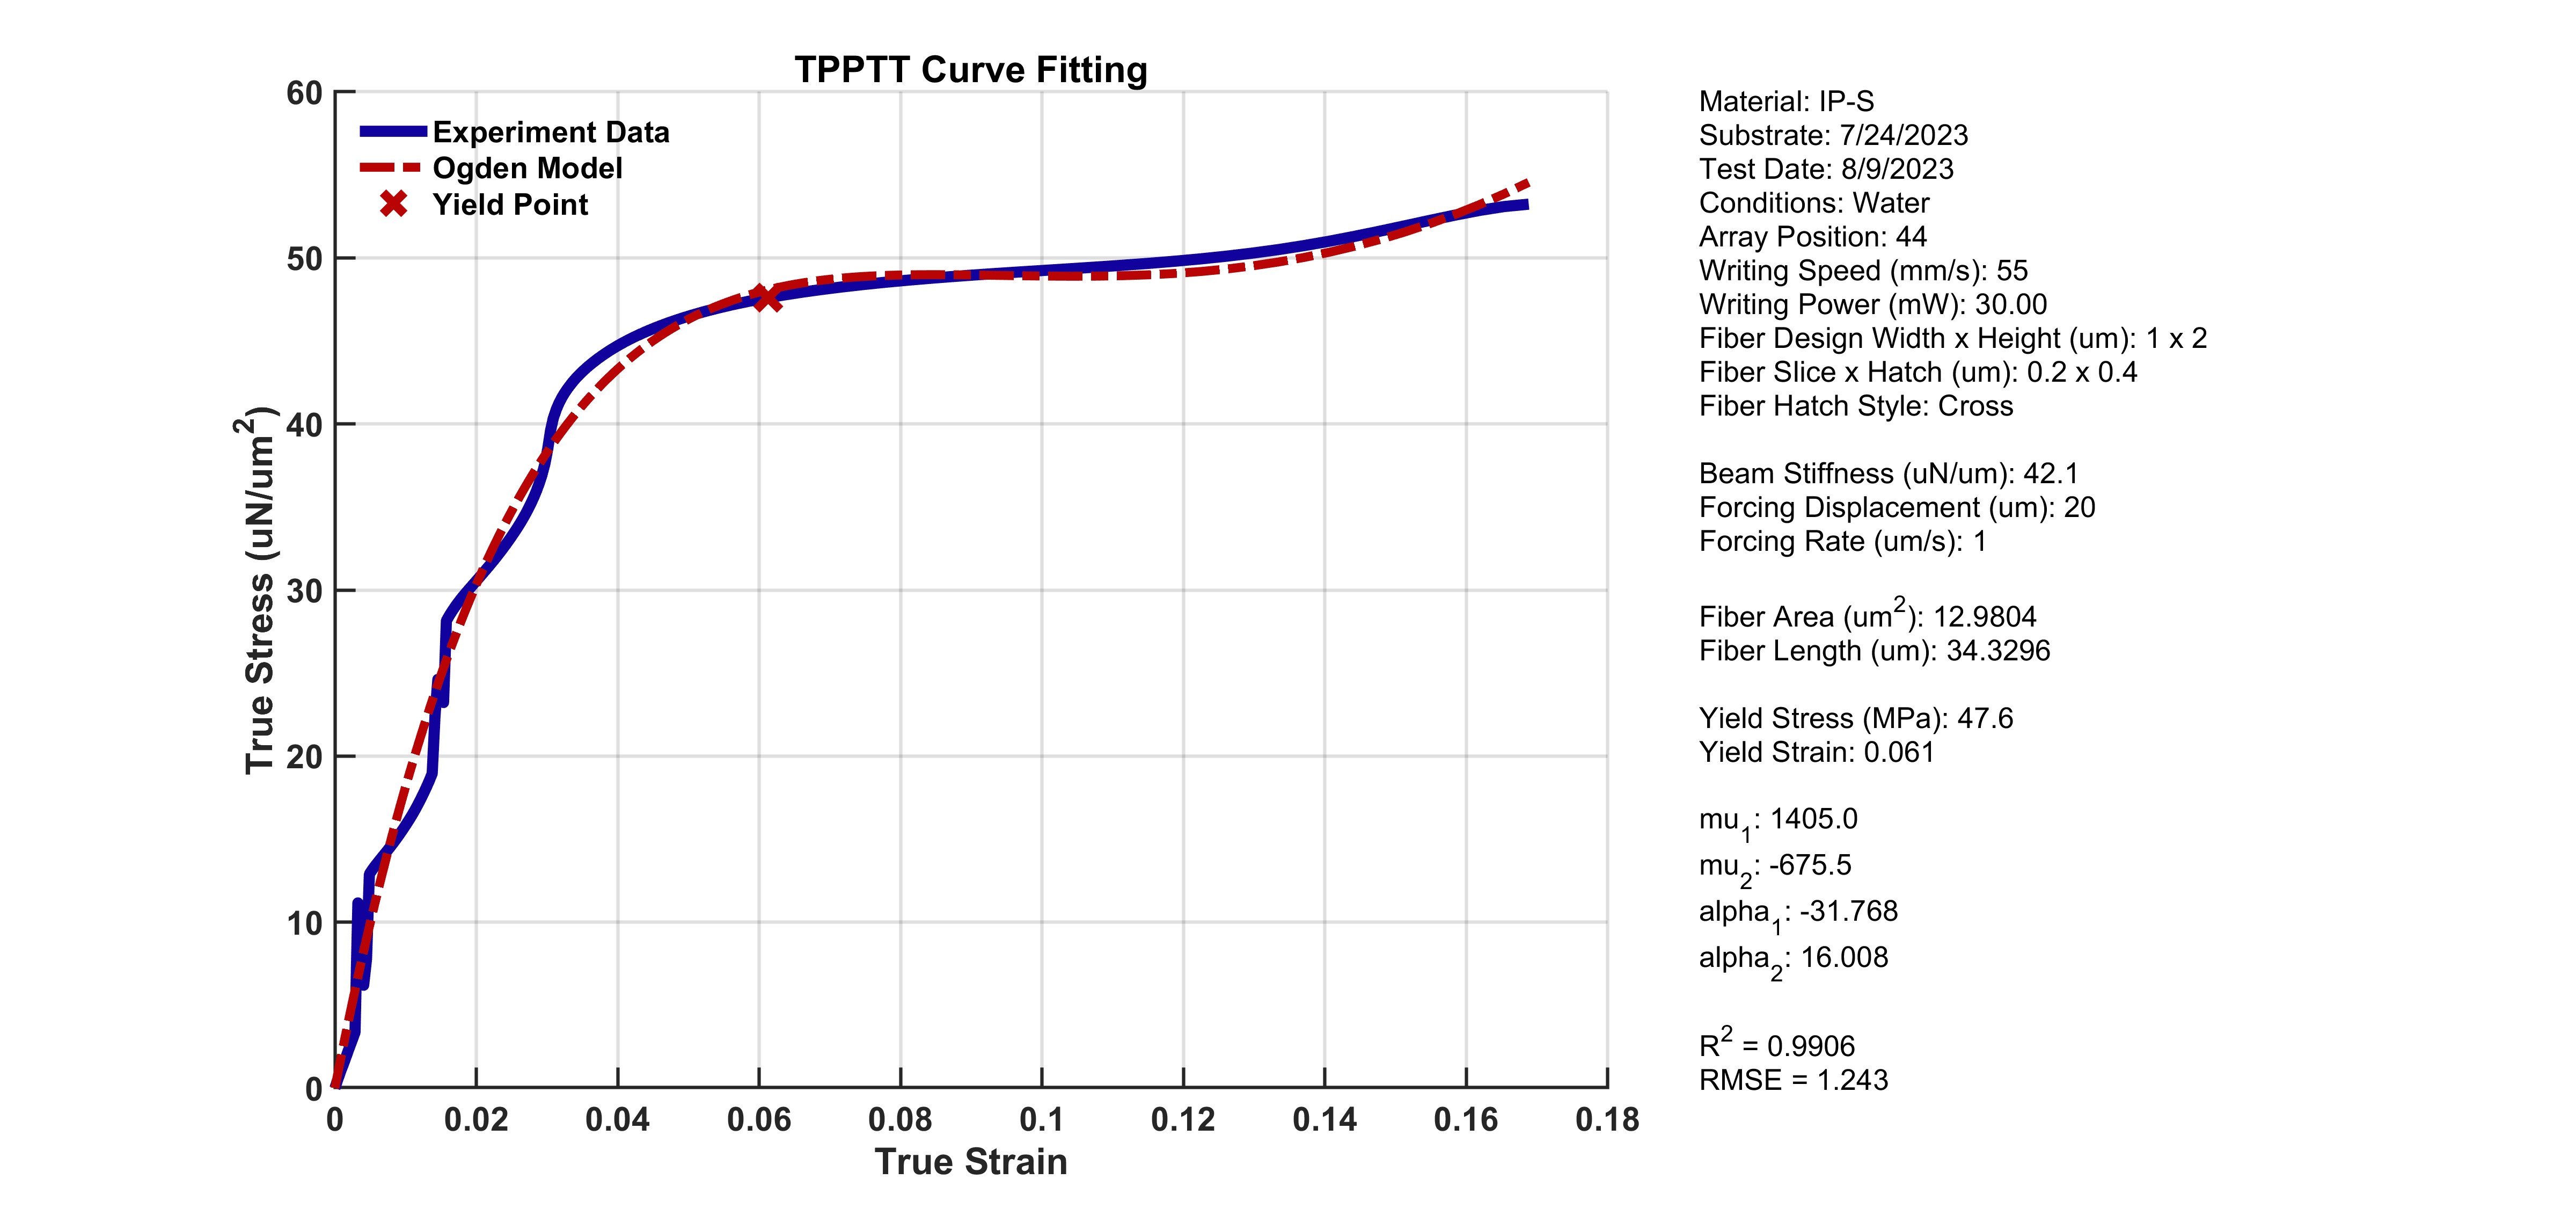 TPPTT Curve Fitting
60
50
40
30
20
10
0
True Stress (uN/um²)
Experiment Data
Ogden Model
Yield Point
0 0.02 0.04 0.06 0.08 0.1 0.12 0.14 0.16 0.18
True Strain
Material: IP-S
Substrate: 7/24/2023
Test Date: 8/9/2023
Conditions: Water
Array Position: 44
Writing Speed (mm/s): 55
Writing Power (mW): 30.00
Fiber Design Width x Height (um): 1 x 2
Fiber Slice x Hatch (um): 0.2 x 0.4
Fiber Hatch Style: Cross
Beam Stiffness (uN/um): 42.1
Forcing Displacement (um): 20
Forcing Rate (um/s): 1
Fiber Area (um²): 12.9804
Fiber Length (um): 34.3296
Yield Stress (MPa): 47.6
Yield Strain: 0.061
mu₁: 1405.0
mu₂: -675.5
alpha₁: -31.768
alpha₂: 16.008
R² = 0.9906
RMSE = 1.243